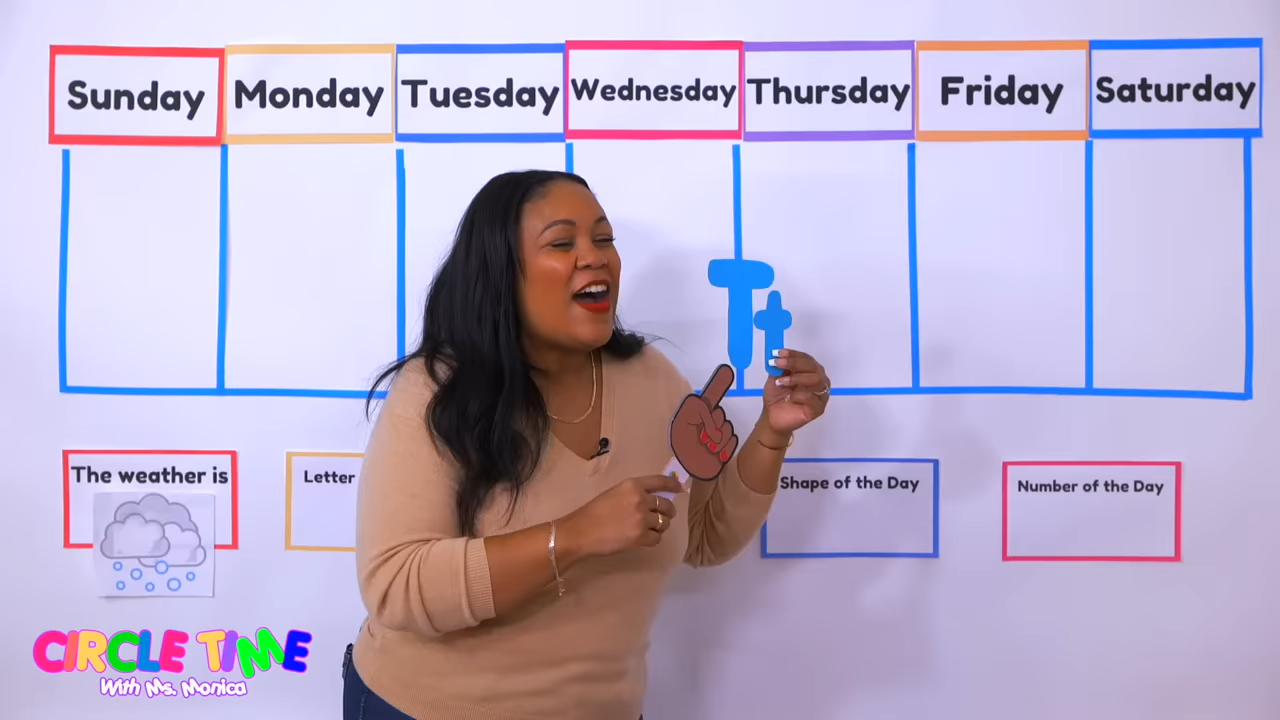 Sunday
Monday
Tuesday
Wednesday
Thursday
Friday
Saturday
Tt
The weather is
Letter
Shape of the Day
Number of the Day
CIRCLE TIME
With Ms. Monica